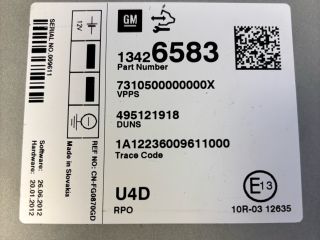 GM
13426583
Part Number
7310500000000X
VPPS
495121918
DUNS
1A12236009611000
Trace Code
U4D
RPO
E13
10R-03 12635
SERIAL NO. 009611
12V
REF NO: CN-FG0870GD
Made in Slovakia
Software: 26.06.2012
Hardware: 20.01.2012